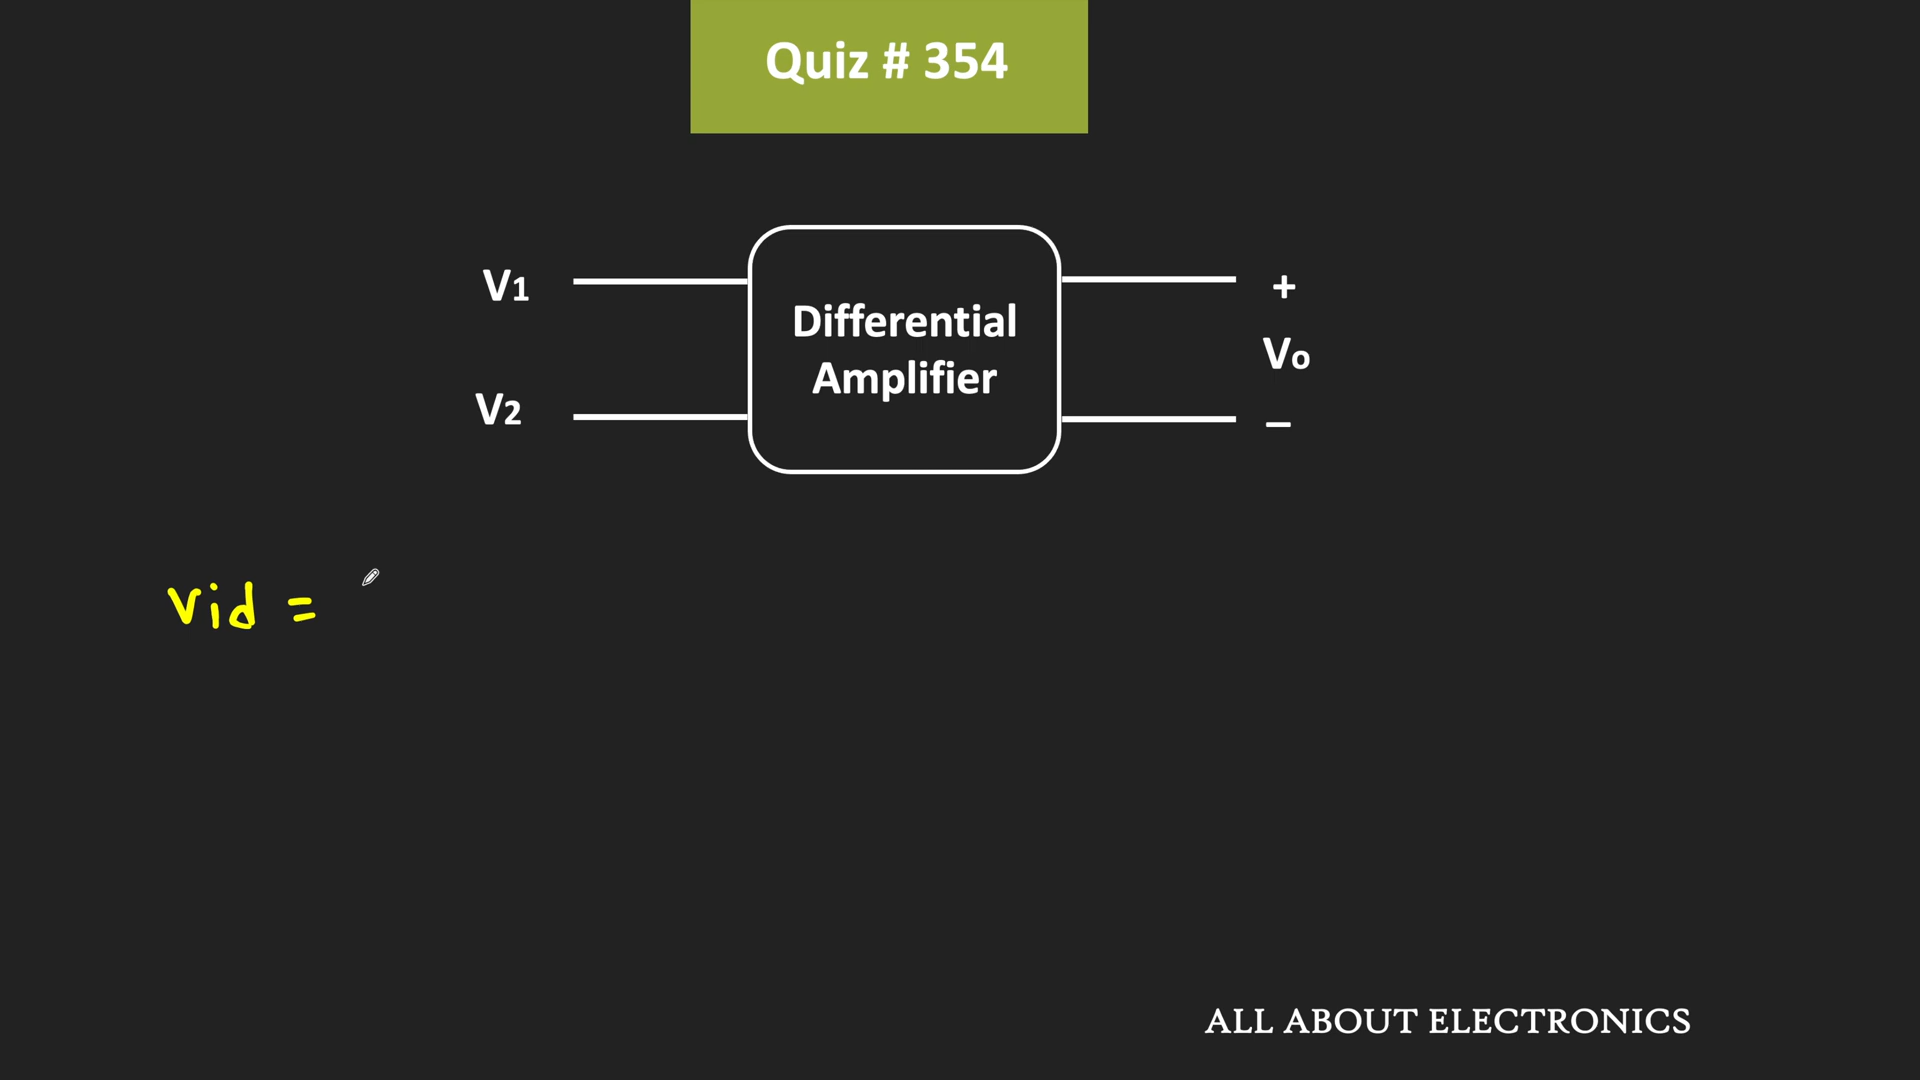 Quiz # 354
V1
Differential
Amplifier
+
Vo
V2
–
Vid =
ALL ABOUT ELECTRONICS